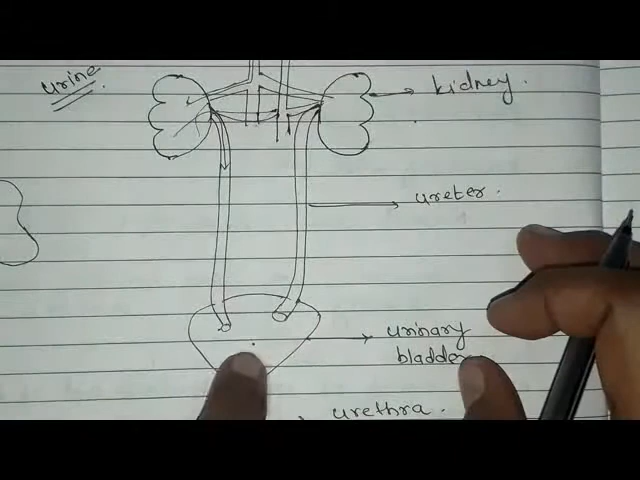 urine.
kidney.
ureter.
urinary
bladder
urethra.